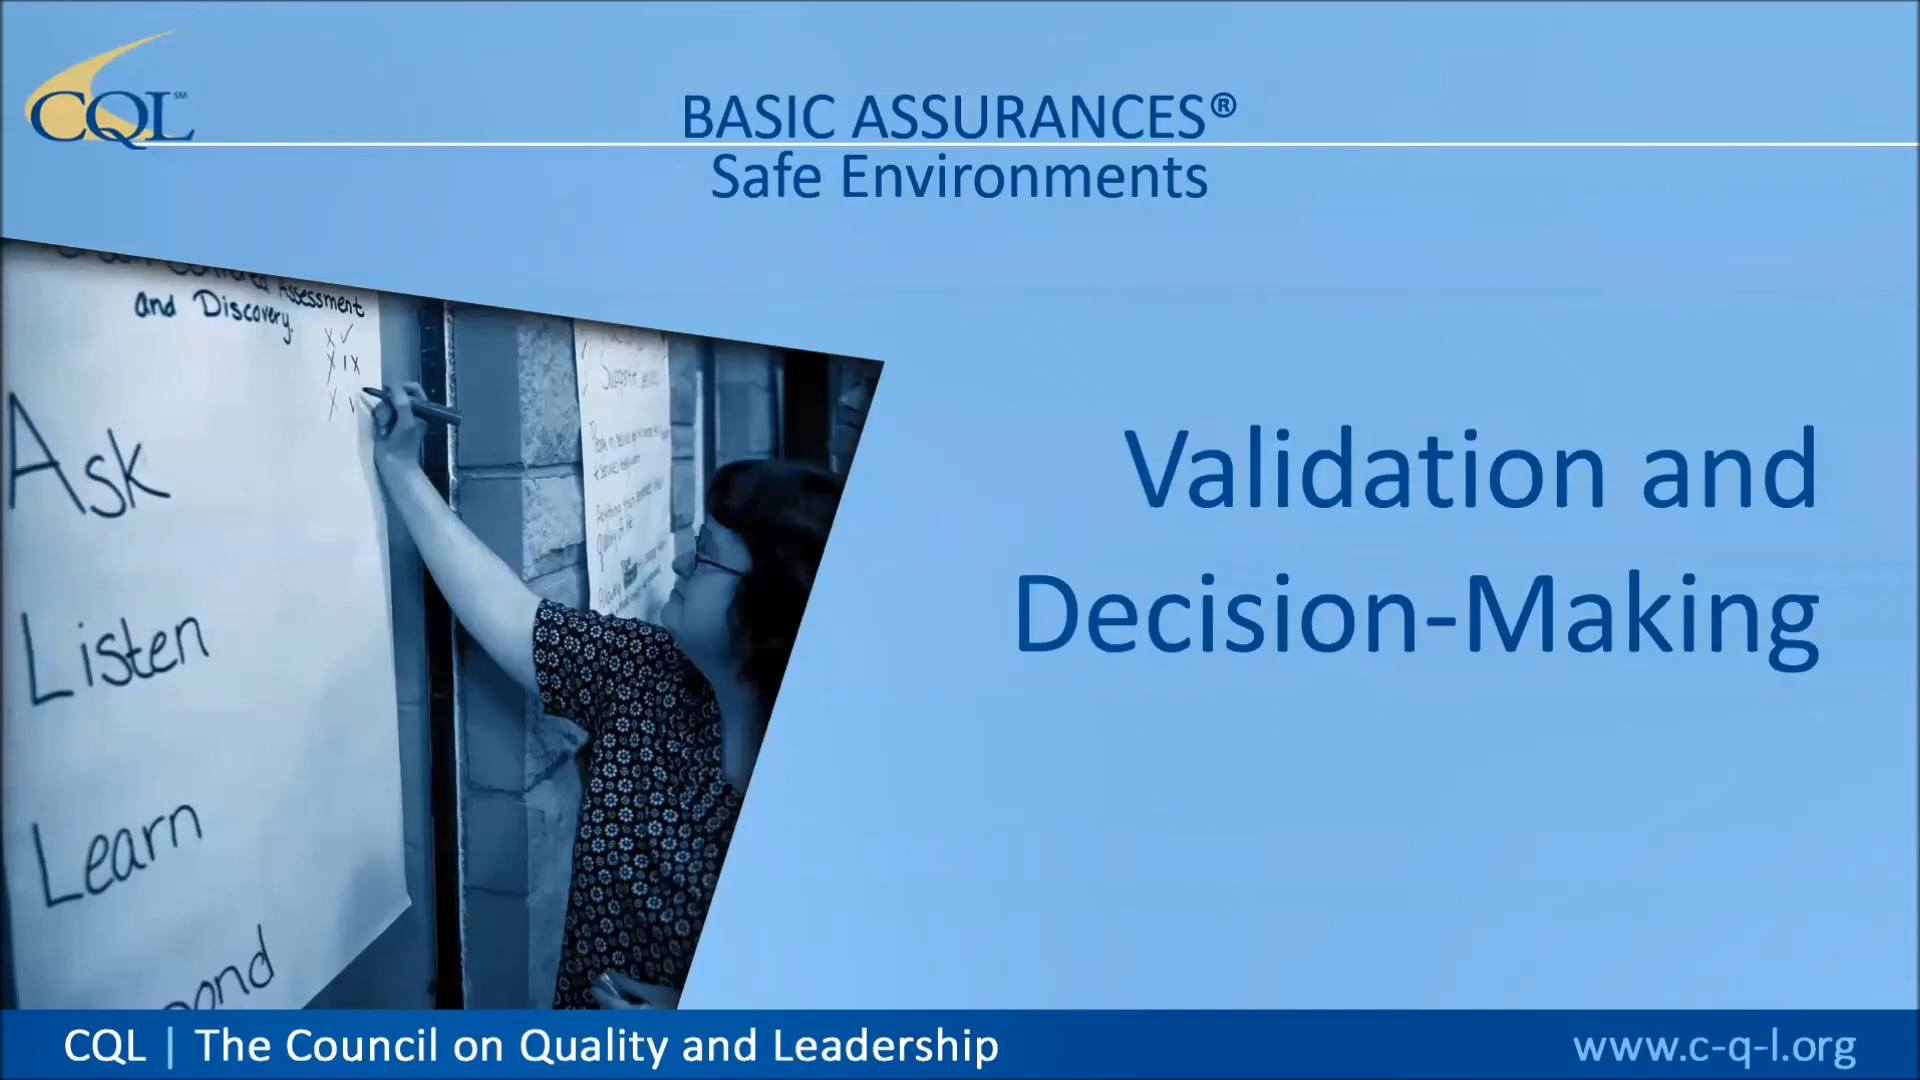 CQL
BASIC ASSURANCES®
Safe Environments
Assessment
and Discovery.
Ask
Listen
Learn
Validation and
Decision-Making
CQL | The Council on Quality and Leadership
www.c-q-l.org